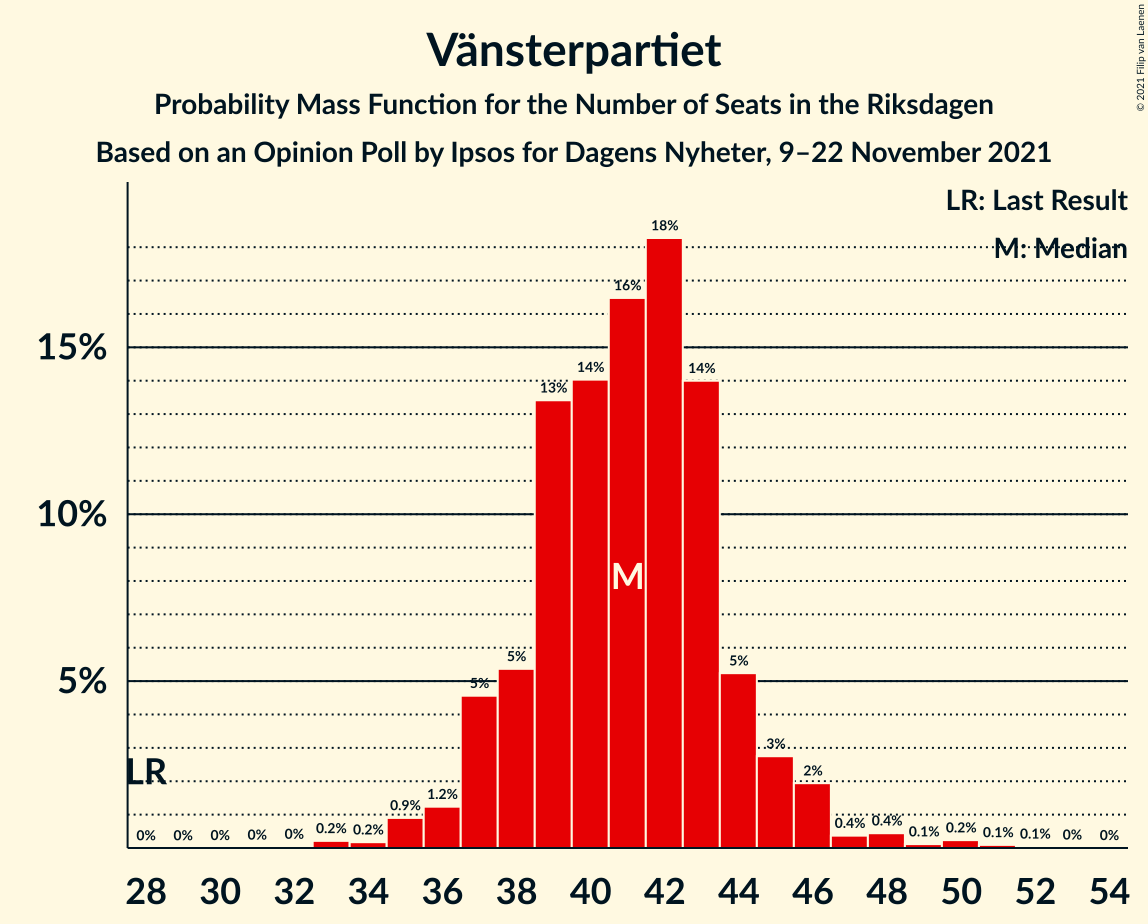 Vänsterpartiet
Probability Mass Function for the Number of Seats in the Riksdagen
Based on an Opinion Poll by Ipsos for Dagens Nyheter, 9–22 November 2021
© 2021 Filip van Laenen
LR: Last Result
M: Median
15%
10%
5%
0% 0% 0% 0% 0% 0.2% 0.2% 0.9% 1.2% 5% 5% 13% 14% 16% 18% 14% 5% 3% 2% 0.4% 0.4% 0.1% 0.2% 0.1% 0.1% 0% 0%
M
LR
28 30 32 34 36 38 40 42 44 46 48 50 52 54